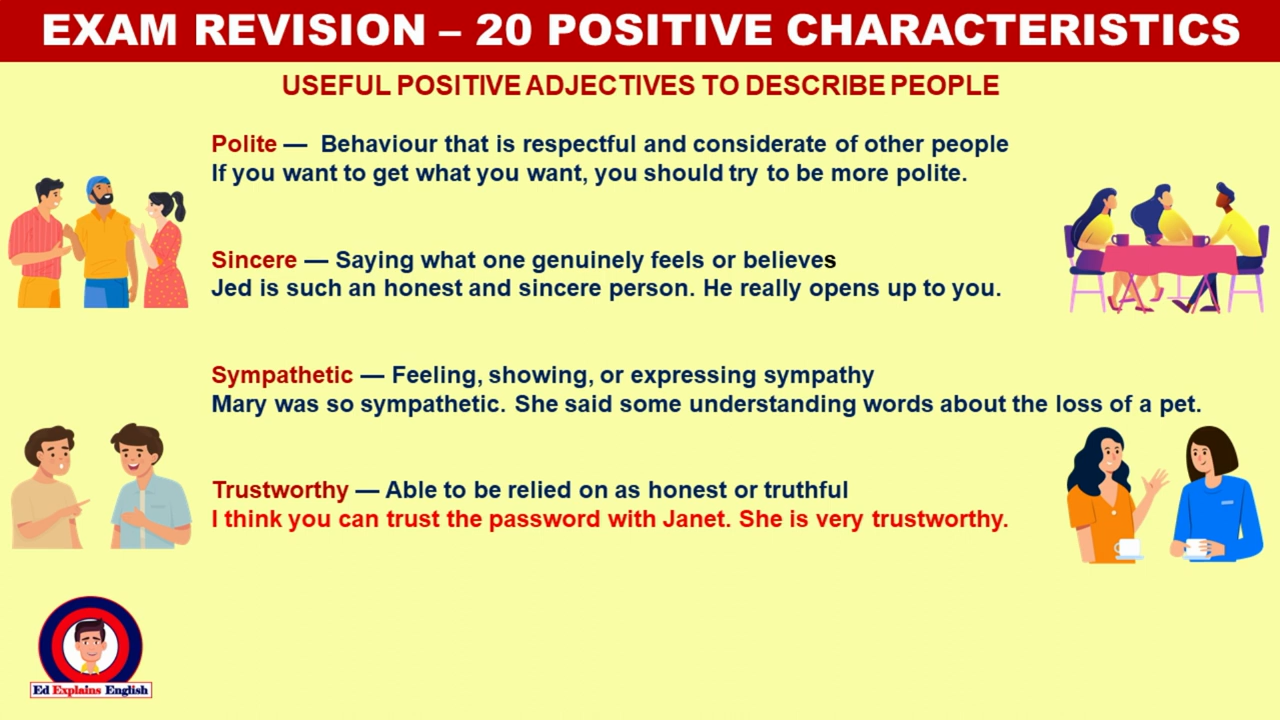 EXAM REVISION – 20 POSITIVE CHARACTERISTICS
USEFUL POSITIVE ADJECTIVES TO DESCRIBE PEOPLE
Polite — Behaviour that is respectful and considerate of other people
If you want to get what you want, you should try to be more polite.
Sincere — Saying what one genuinely feels or believes
Jed is such an honest and sincere person. He really opens up to you.
Sympathetic — Feeling, showing, or expressing sympathy
Mary was so sympathetic. She said some understanding words about the loss of a pet.
Trustworthy — Able to be relied on as honest or truthful
I think you can trust the password with Janet. She is very trustworthy.
Ed Explains English